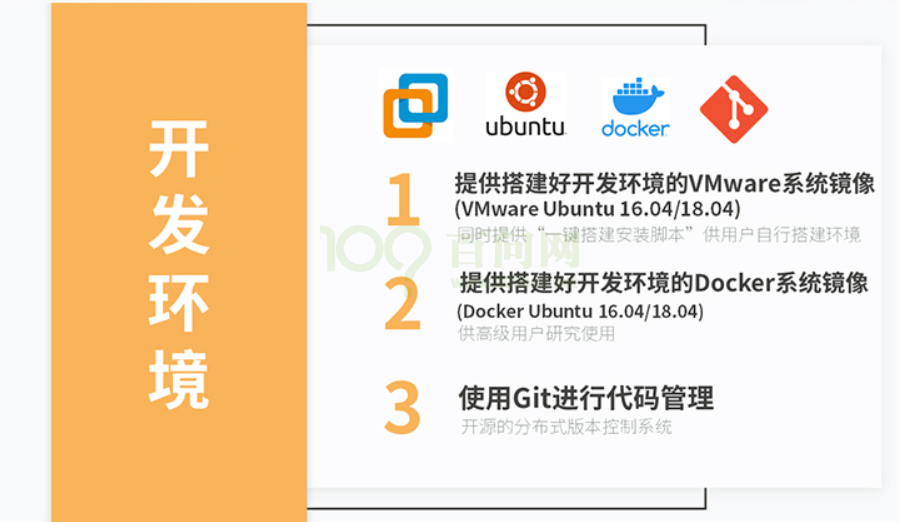 开发环境
ubuntu
docker
1
提供搭建好开发环境的VMware系统镜像
(VMware Ubuntu 16.04/18.04)
同时提供“一键搭建安装脚本”供用户自行搭建环境
100 百问网
2
提供搭建好开发环境的Docker系统镜像
(Docker Ubuntu 16.04/18.04)
供高级用户研究使用
3
使用Git进行代码管理
开源的分布式版本控制系统